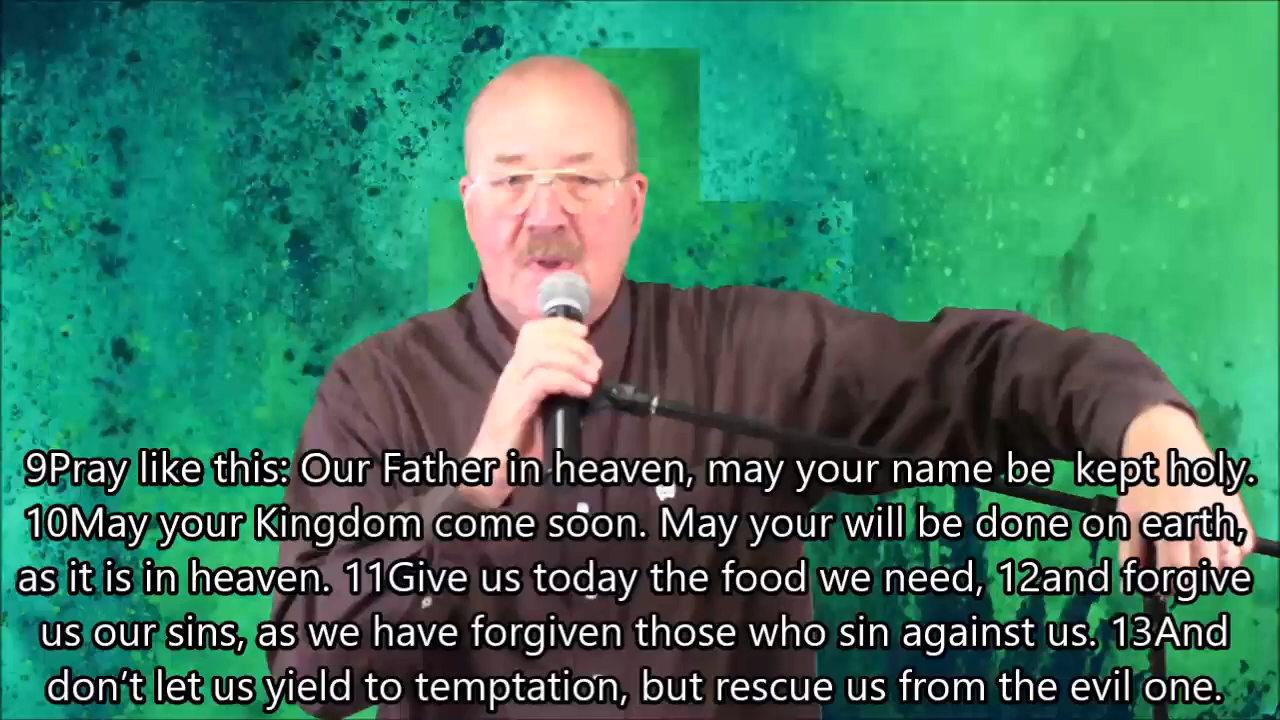 9Pray like this: Our Father in heaven, may your name be  kept holy.
10May your Kingdom come soon. May your will be done on earth,
as it is in heaven. 11Give us today the food we need, 12and forgive
us our sins, as we have forgiven those who sin against us. 13And
don’t let us yield to temptation, but rescue us from the evil one.